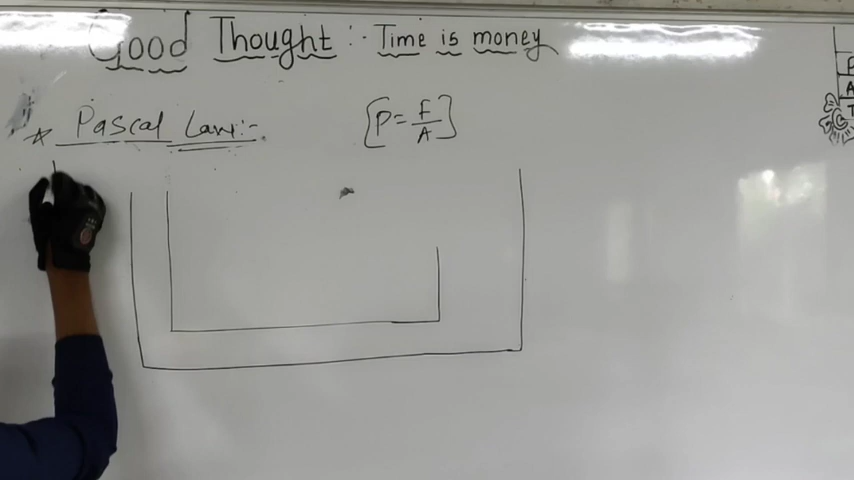 Good Thought :- Time is money
* Pascal Law:-
[P = F/A]
P
A
T